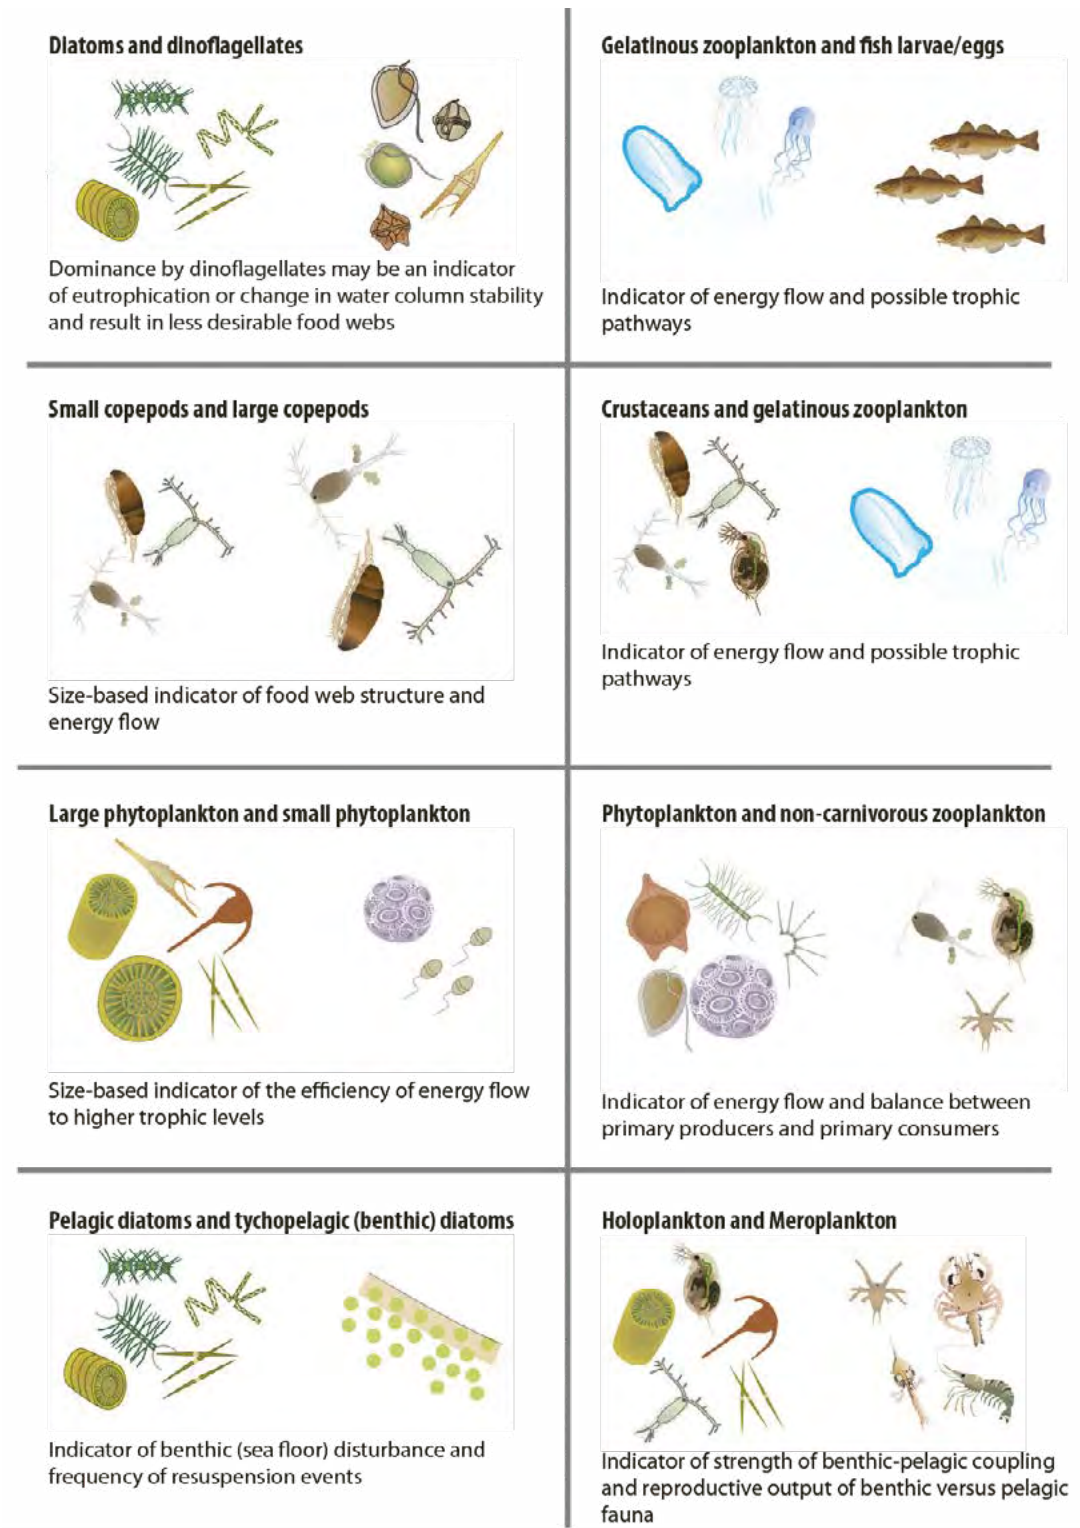 Diatoms and dinoflagellates
Dominance by dinoflagellates may be an indicator
of eutrophication or change in water column stability
and result in less desirable food webs
Gelatinous zooplankton and fish larvae/eggs
Indicator of energy flow and possible trophic
pathways
Small copepods and large copepods
Size-based indicator of food web structure and
energy flow
Crustaceans and gelatinous zooplankton
Indicator of energy flow and possible trophic
pathways
Large phytoplankton and small phytoplankton
Size-based indicator of the efficiency of energy flow
to higher trophic levels
Phytoplankton and non-carnivorous zooplankton
Indicator of energy flow and balance between
primary producers and primary consumers
Pelagic diatoms and tychopelagic (benthic) diatoms
Indicator of benthic (sea floor) disturbance and
frequency of resuspension events
Holoplankton and Meroplankton
Indicator of strength of benthic-pelagic coupling
and reproductive output of benthic versus pelagic
fauna